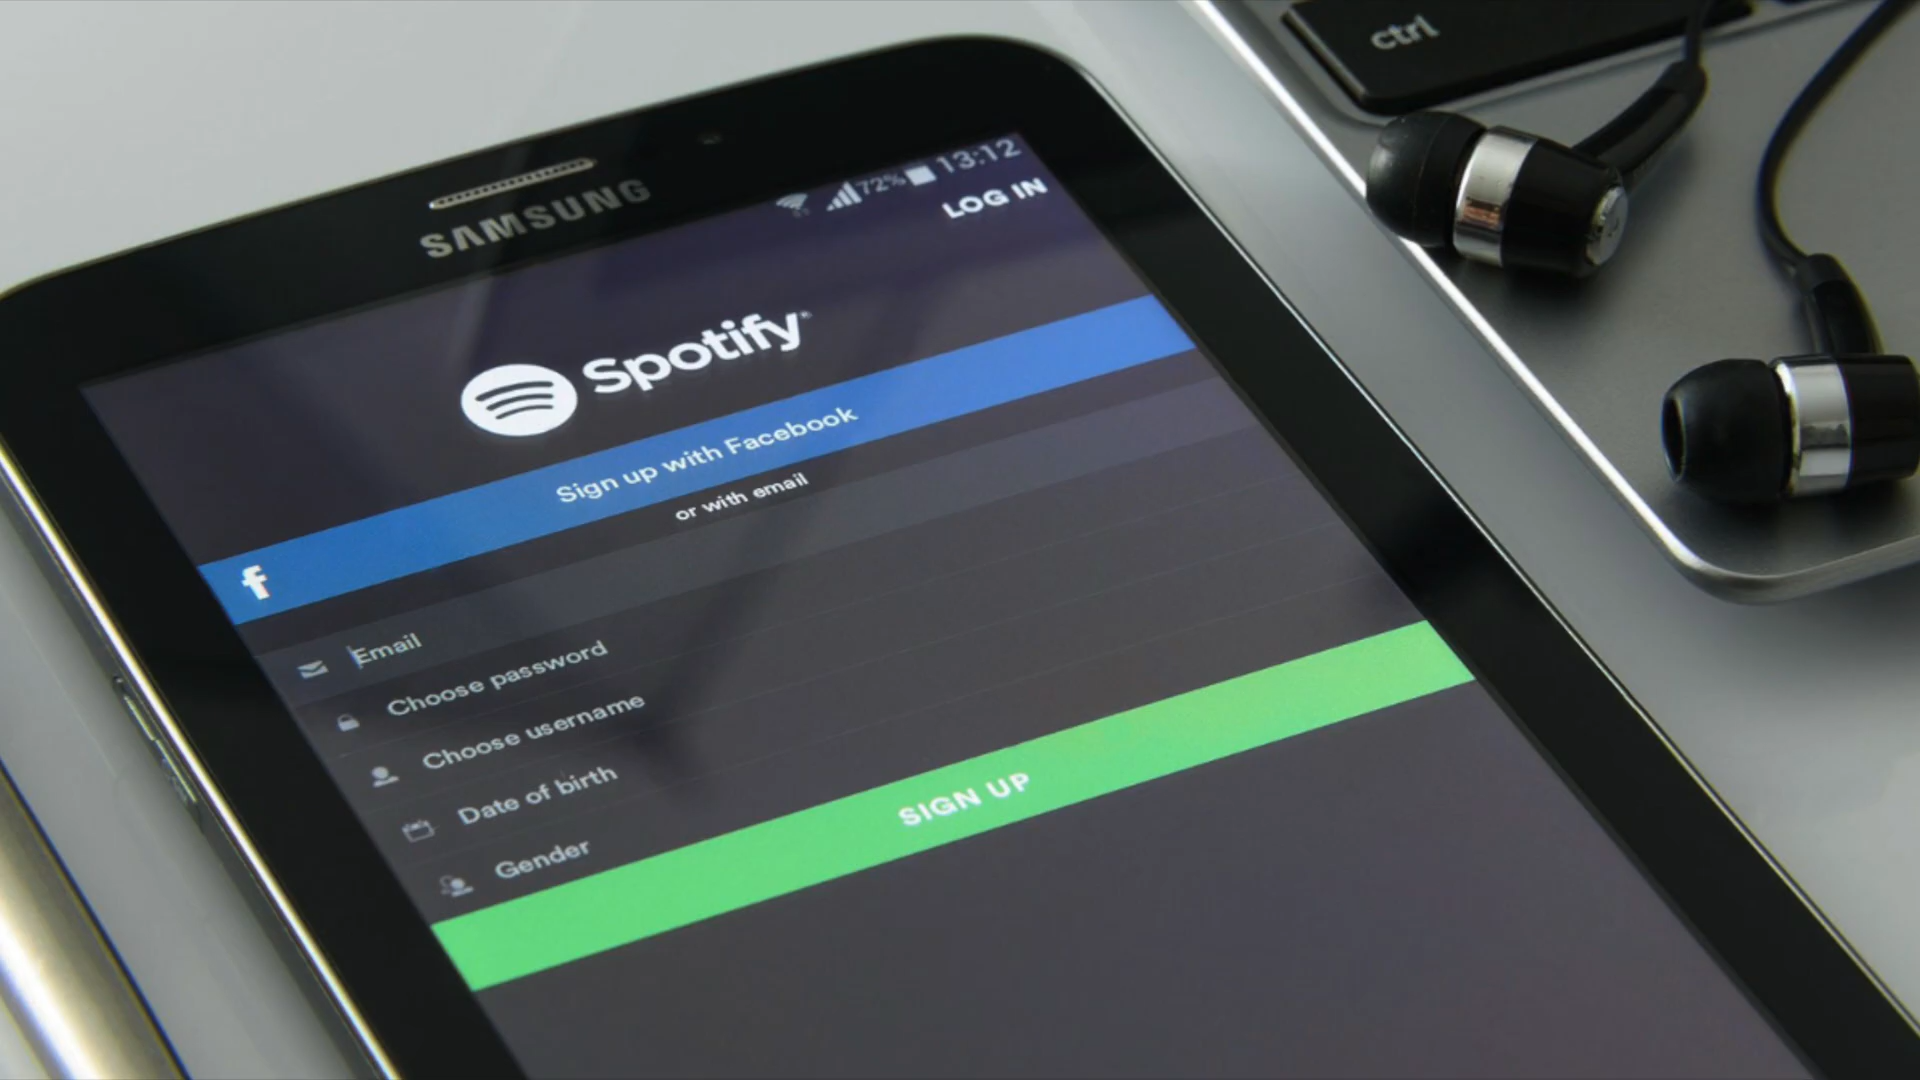 ctrl
SAMSUNG
72% 13:12
LOG IN
Spotify®
Sign up with Facebook
or with email
f
Email
Choose password
Choose username
Date of birth
Gender
SIGN UP